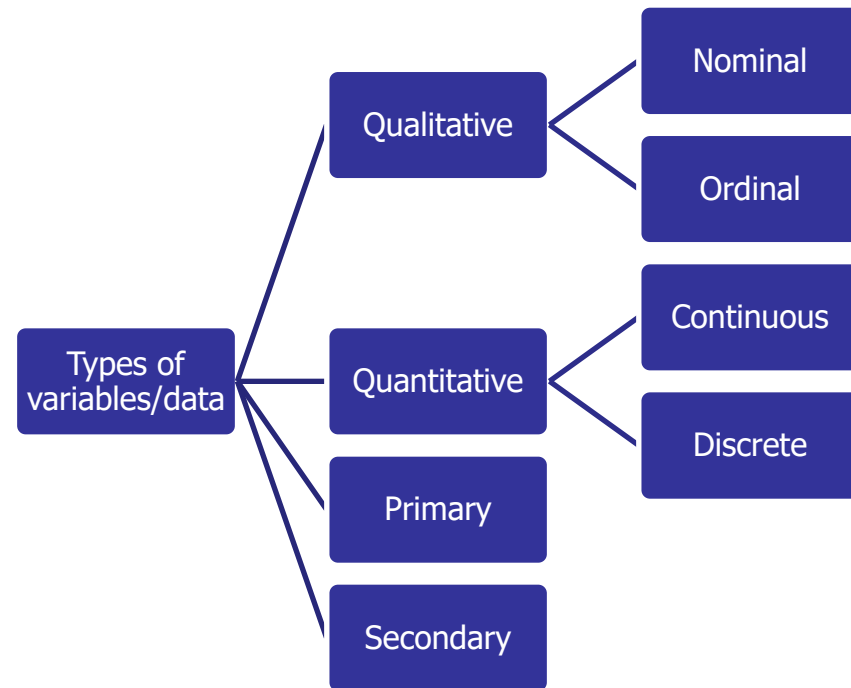 Types of
variables/data
Qualitative
Nominal
Ordinal
Quantitative
Continuous
Discrete
Primary
Secondary